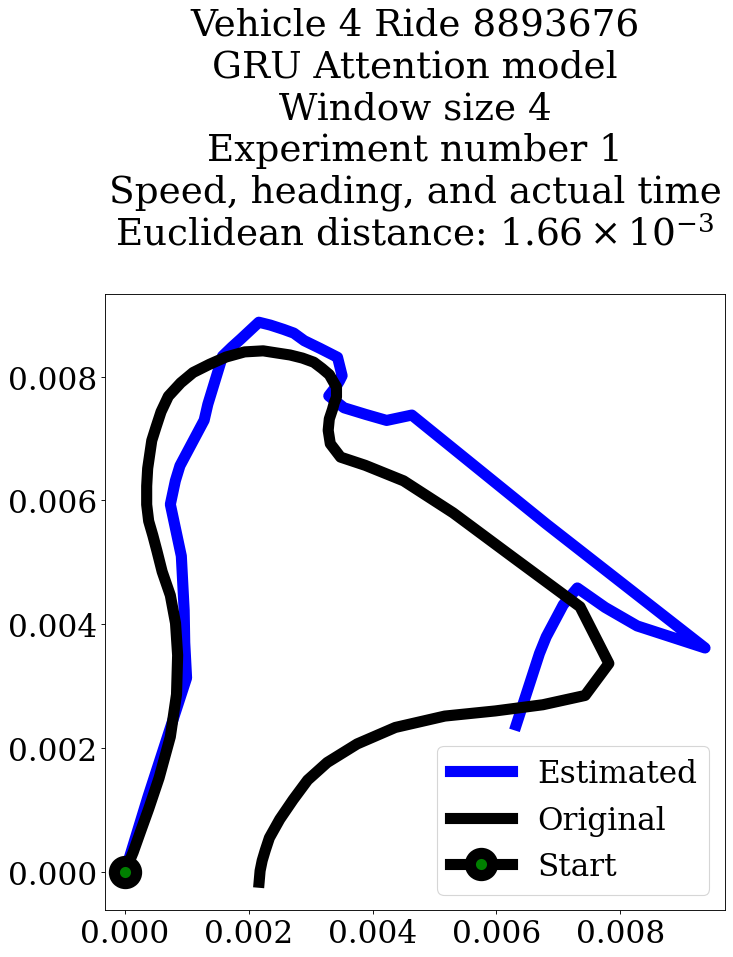 Vehicle 4 Ride 8893676
GRU Attention model
Window size 4
Experiment number 1
Speed, heading, and actual time
Euclidean distance: 1.66 × 10⁻³
0.008
0.006
0.004
0.002
0.000
0.000 0.002 0.004 0.006 0.008
Estimated
Original
Start